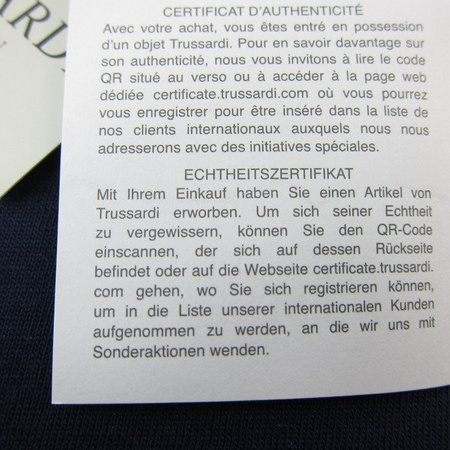 ARDI
CERTIFICAT D'AUTHENTICITÉ
Avec votre achat, vous êtes entré en possession
d'un objet Trussardi. Pour en savoir davantage sur
son authenticité, nous vous invitons à lire le code
QR situé au verso ou à accéder à la page web
dédiée certificate.trussardi.com où vous pourrez
vous enregistrer pour être inséré dans la liste de
nos clients internationaux auxquels nous nous
adresserons avec des initiatives spéciales.
ECHTHEITSZERTIFIKAT
Mit Ihrem Einkauf haben Sie einen Artikel von
Trussardi erworben. Um sich seiner Echtheit
zu vergewissern, können Sie den QR-Code
einscannen, der sich auf dessen Rückseite
befindet oder auf die Webseite certificate.trussardi.
com gehen, wo Sie sich registrieren können,
um in die Liste unserer internationalen Kunden
aufgenommen zu werden, an die wir uns mit
Sonderaktionen wenden.